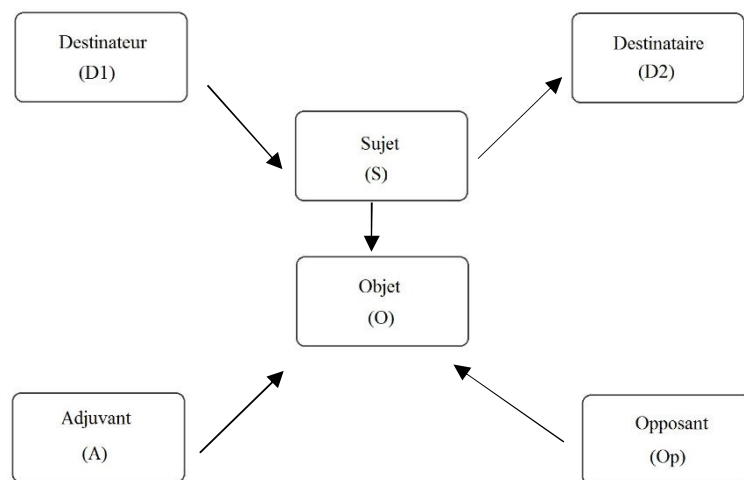 Destinateur
(D1)
Destinataire
(D2)
Sujet
(S)
Objet
(O)
Adjuvant
(A)
Opposant
(Op)